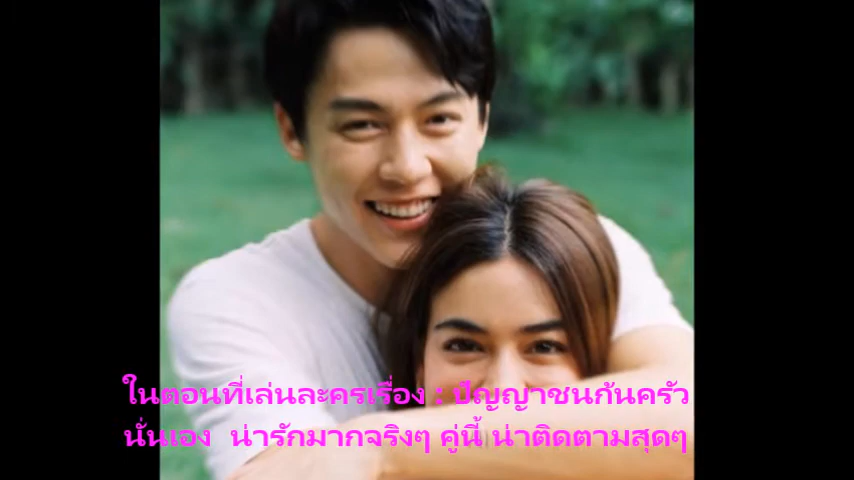 ในตอนที่เล่นละครเรื่อง : ปัญญาชนก้นครัว
นั่นเอง น่ารักมากจริงๆ คู่นี้ น่าติดตามสุดๆ